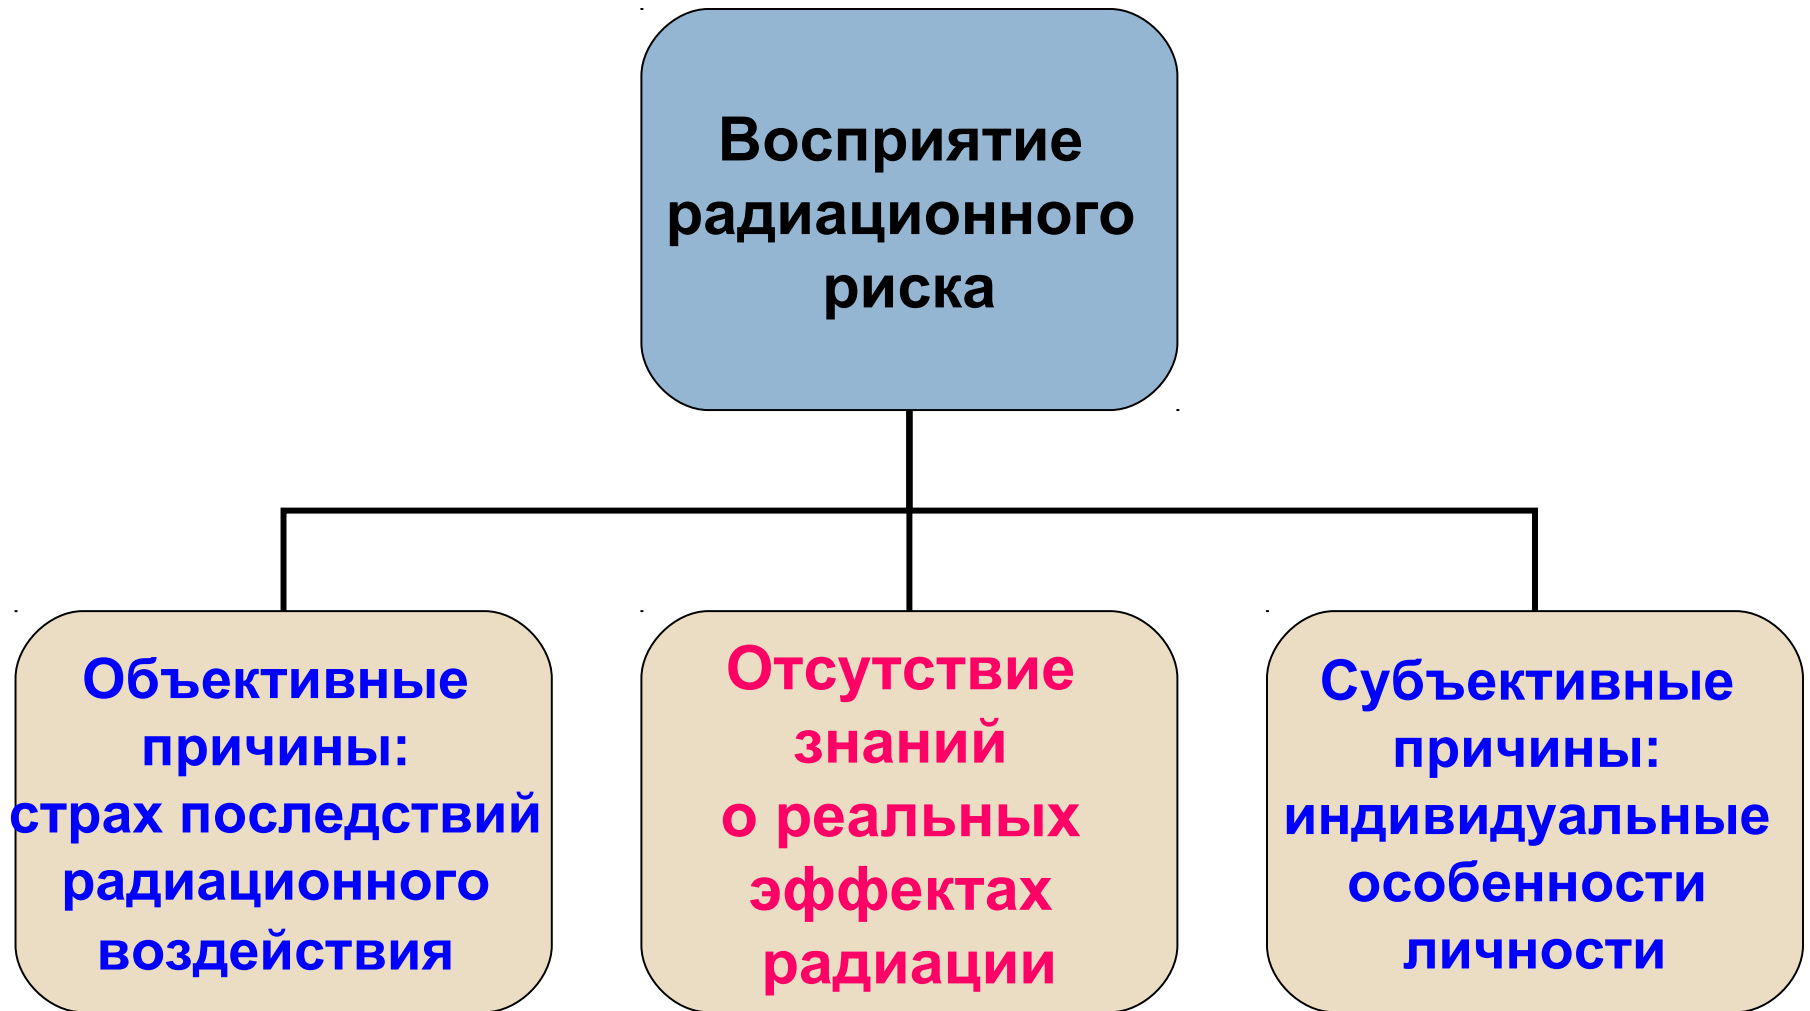 Восприятие
радиационного
риска
Объективные
причины:
страх последствий
радиационного
воздействия
Отсутствие
знаний
о реальных
эффектах
радиации
Субъективные
причины:
индивидуальные
особенности
личности